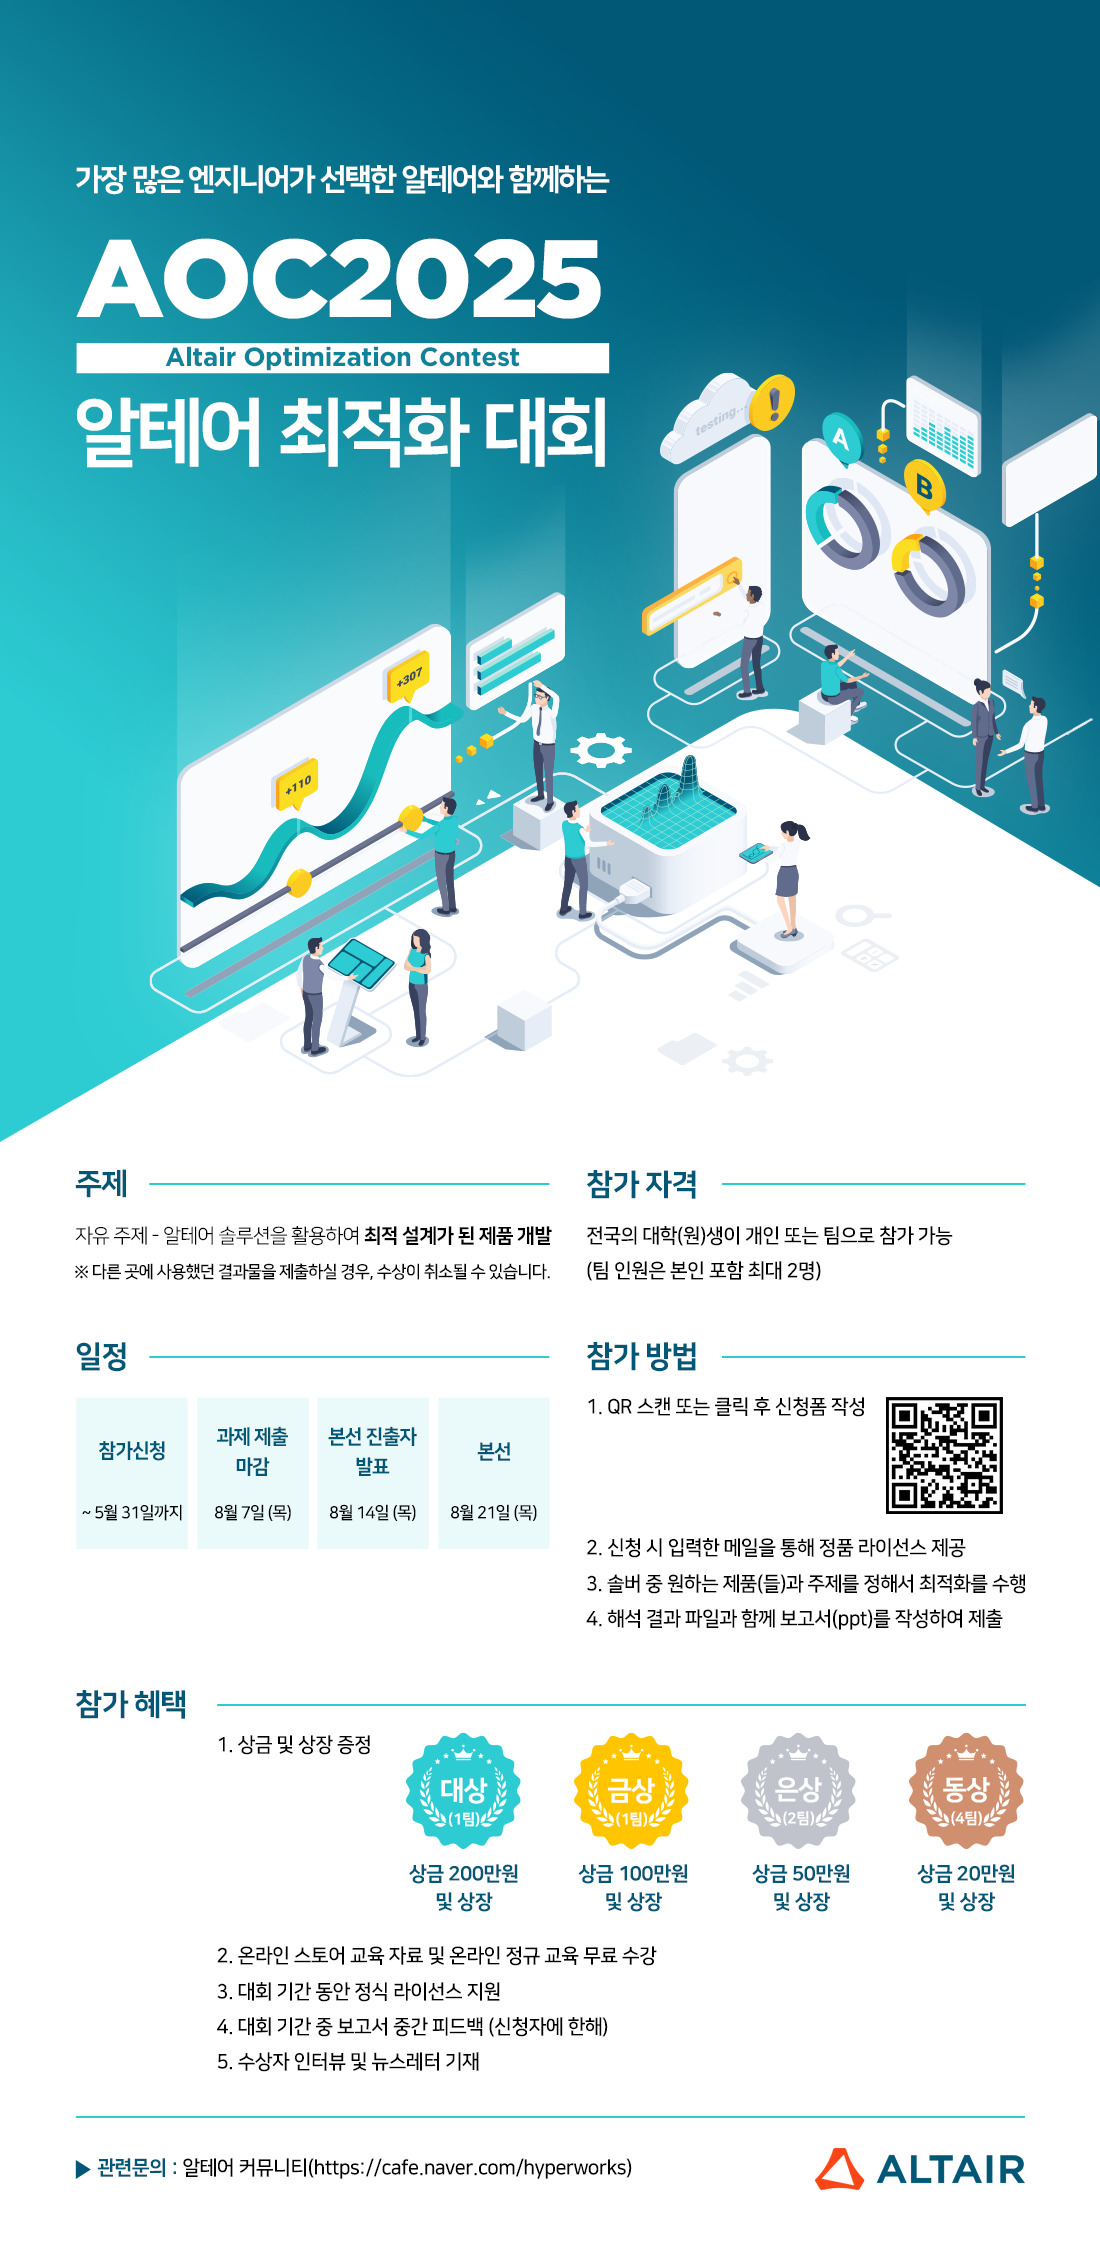 가장 많은 엔지니어가 선택한 알테어와 함께하는
AOC2025
Altair Optimization Contest
알테어 최적화 대회
testing...
!
A
B
+307
+110
주제
자유 주제 - 알테어 솔루션을 활용하여 최적 설계가 된 제품 개발
※ 다른 곳에 사용했던 결과물을 제출하실 경우, 수상이 취소될 수 있습니다.
참가 자격
전국의 대학(원)생이 개인 또는 팀으로 참가 가능
(팀 인원은 본인 포함 최대 2명)
일정
참가신청
~ 5월 31일까지
과제 제출
마감
8월 7일 (목)
본선 진출자
발표
8월 14일 (목)
본선
8월 21일 (목)
참가 방법
1. QR 스캔 또는 클릭 후 신청폼 작성
2. 신청 시 입력한 메일을 통해 정품 라이선스 제공
3. 솔버 중 원하는 제품(들)과 주제를 정해서 최적화를 수행
4. 해석 결과 파일과 함께 보고서(ppt)를 작성하여 제출
참가 혜택
1. 상금 및 상장 증정
대상
(1팀)
상금 200만원
및 상장
금상
(1팀)
상금 100만원
및 상장
은상
(2팀)
상금 50만원
및 상장
동상
(4팀)
상금 20만원
및 상장
2. 온라인 스토어 교육 자료 및 온라인 정규 교육 무료 수강
3. 대회 기간 동안 정식 라이선스 지원
4. 대회 기간 중 보고서 중간 피드백 (신청자에 한해)
5. 수상자 인터뷰 및 뉴스레터 기재
▶ 관련문의 : 알테어 커뮤니티(https://cafe.naver.com/hyperworks)
ALTAIR